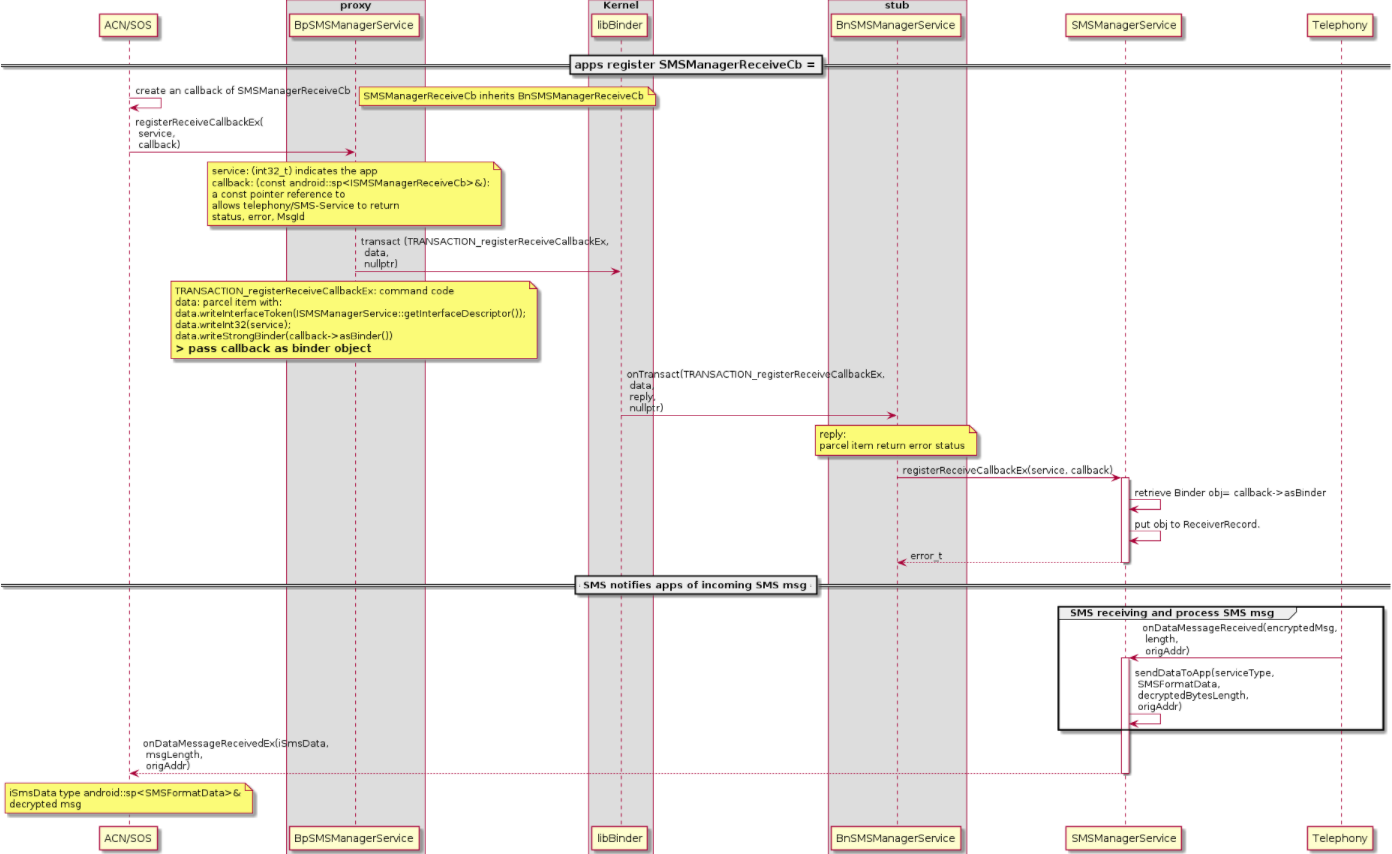 proxy
Kernel
stub
ACN/SOS
BpSMSManagerService
libBinder
BnSMSManagerService
SMSManagerService
Telephony
apps register SMSManagerReceiveCb =
create an callback of SMSManagerReceiveCb
SMSManagerReceiveCb inherits BnSMSManagerReceiveCb
registerReceiveCallbackEx(
service,
callback)
service: (int32_t) indicates the app
callback: (const android::sp<ISMSManagerReceiveCb>&):
a const pointer reference to
allows telephony/SMS-Service to return
status, error, MsgId
transact (TRANSACTION_registerReceiveCallbackEx,
data,
nullptr)
TRANSACTION_registerReceiveCallbackEx: command code
data: parcel item with:
data.writeInterfaceToken(ISMSManagerService::getInterfaceDescriptor());
data.writeInt32(service);
data.writeStrongBinder(callback->asBinder())
> pass callback as binder object
onTransact(TRANSACTION_registerReceiveCallbackEx,
data,
reply,
nullptr)
reply:
parcel item return error status
registerReceiveCallbackEx(service, callback)
retrieve Binder obj= callback->asBinder
put obj to ReceiverRecord.
error_t
SMS notifies apps of incoming SMS msg
SMS receiving and process SMS msg
onDataMessageReceived(encryptedMsg,
length,
origAddr)
sendDataToApp(serviceType,
SMSFormatData,
decryptedBytesLength,
origAddr)
onDataMessageReceivedEx(iSmsData,
msgLength,
origAddr)
iSmsData type android::sp<SMSFormatData>&
decrypted msg
ACN/SOS
BpSMSManagerService
libBinder
BnSMSManagerService
SMSManagerService
Telephony